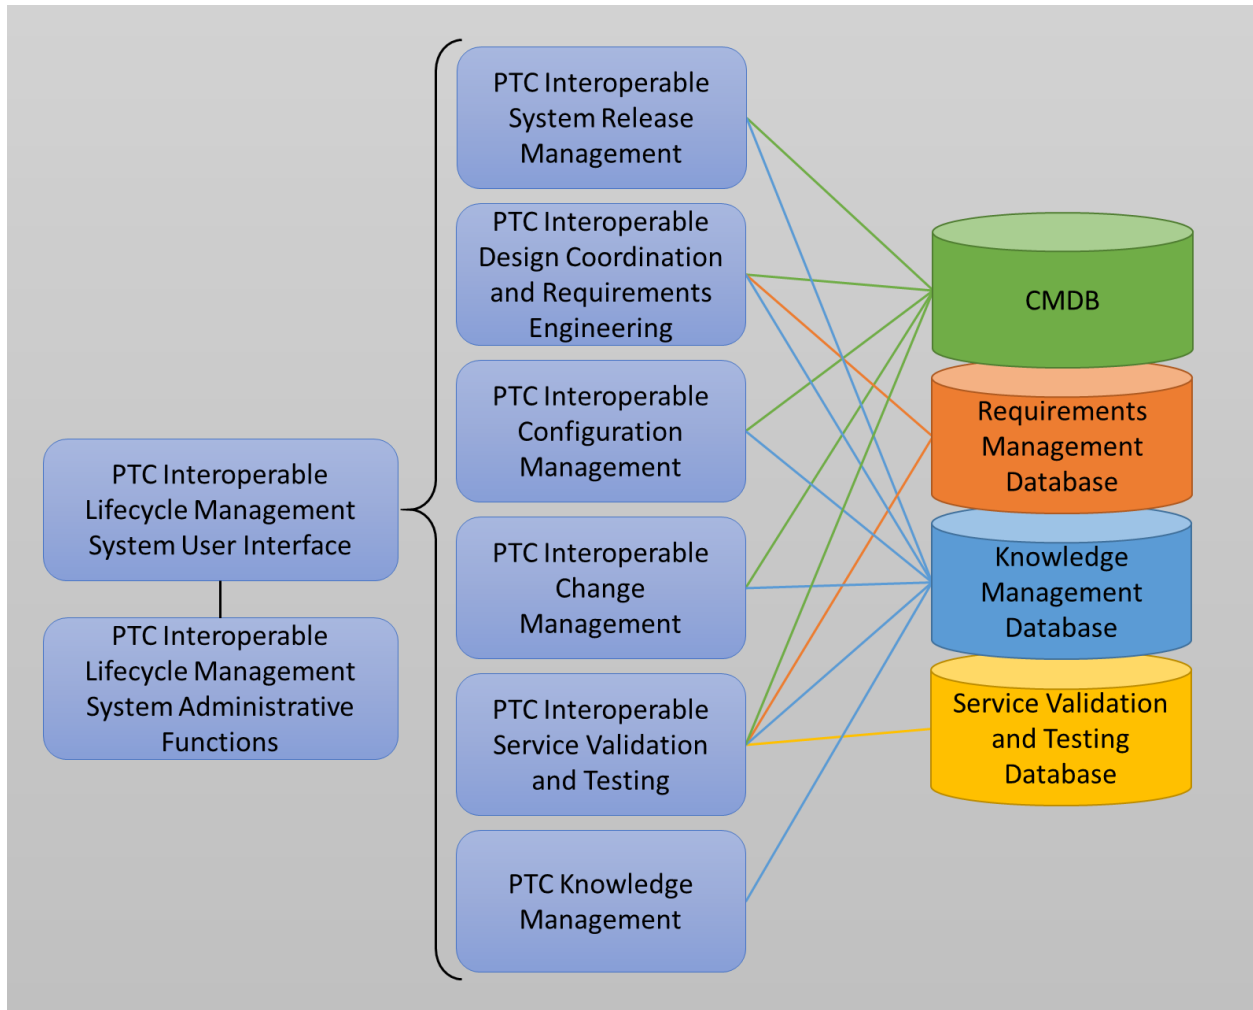 PTC Interoperable
Lifecycle Management
System User Interface
PTC Interoperable
Lifecycle Management
System Administrative
Functions
PTC Interoperable
System Release
Management
PTC Interoperable
Design Coordination
and Requirements
Engineering
PTC Interoperable
Configuration
Management
PTC Interoperable
Change
Management
PTC Interoperable
Service Validation
and Testing
PTC Knowledge
Management
CMDB
Requirements
Management
Database
Knowledge
Management
Database
Service Validation
and Testing
Database